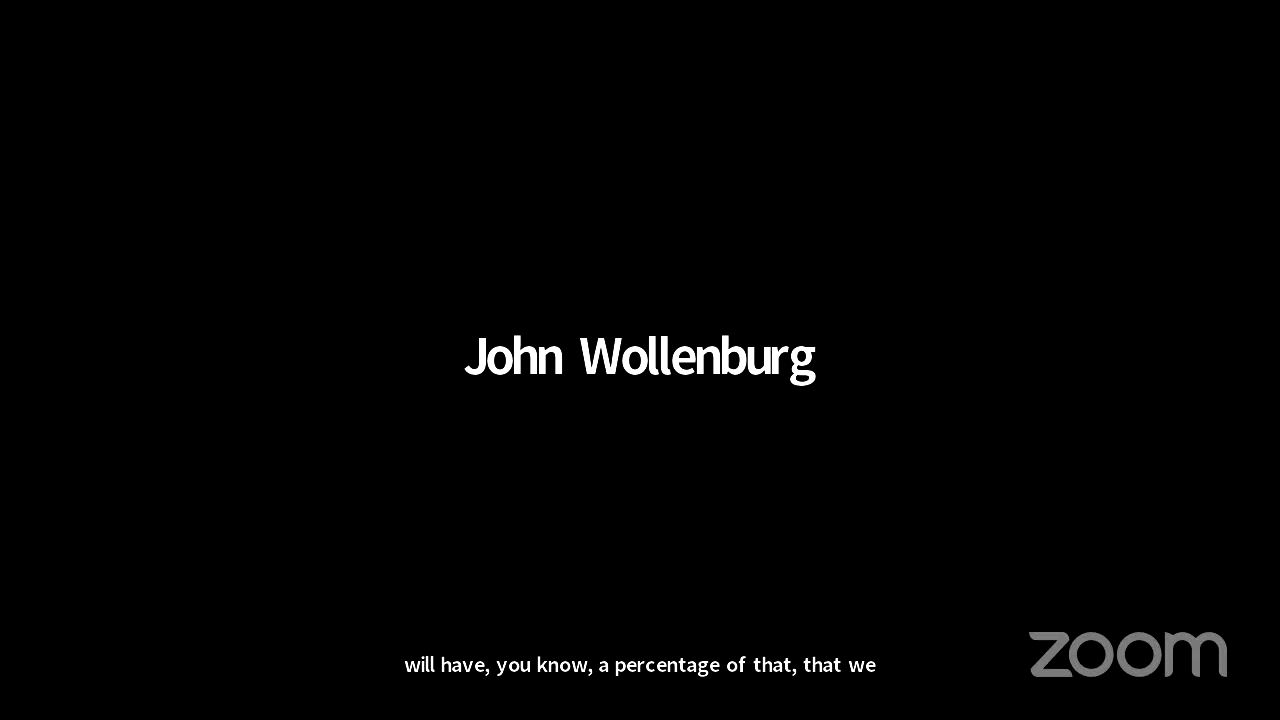 John Wollenburg
will have, you know, a percentage of that, that we
zoom